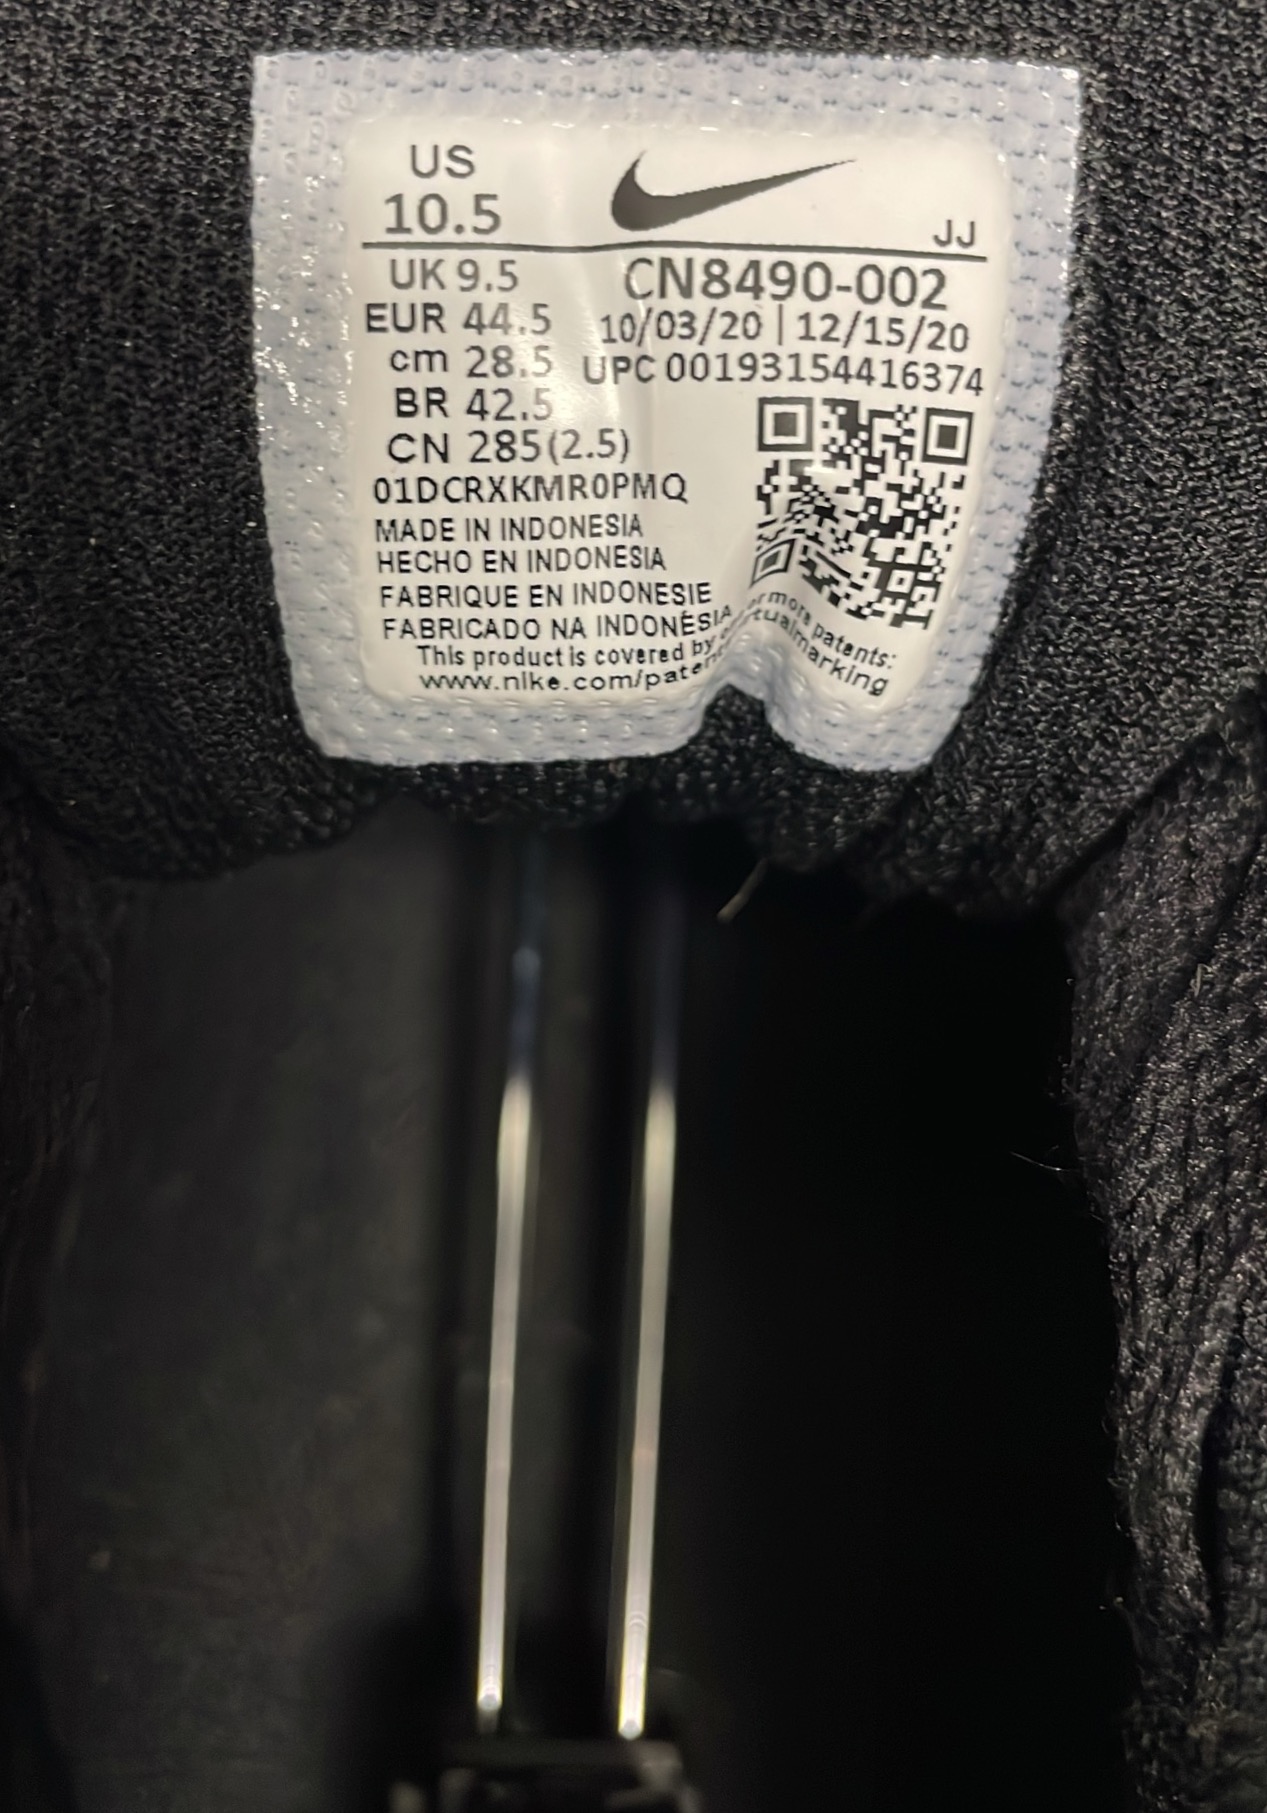 US
10.5
JJ
UK 9.5
CN8490-002
EUR 44.5
10/03/20 | 12/15/20
cm 28.5
UPC 00193154416374
BR 42.5
CN 285(2.5)
01DCRXKMR0PMQ
MADE IN INDONESIA
HECHO EN INDONESIA
FABRIQUE EN INDONESIE
FABRICADO NA INDONÉSIA
This product is covered by or more patents:
www.nike.com/patents